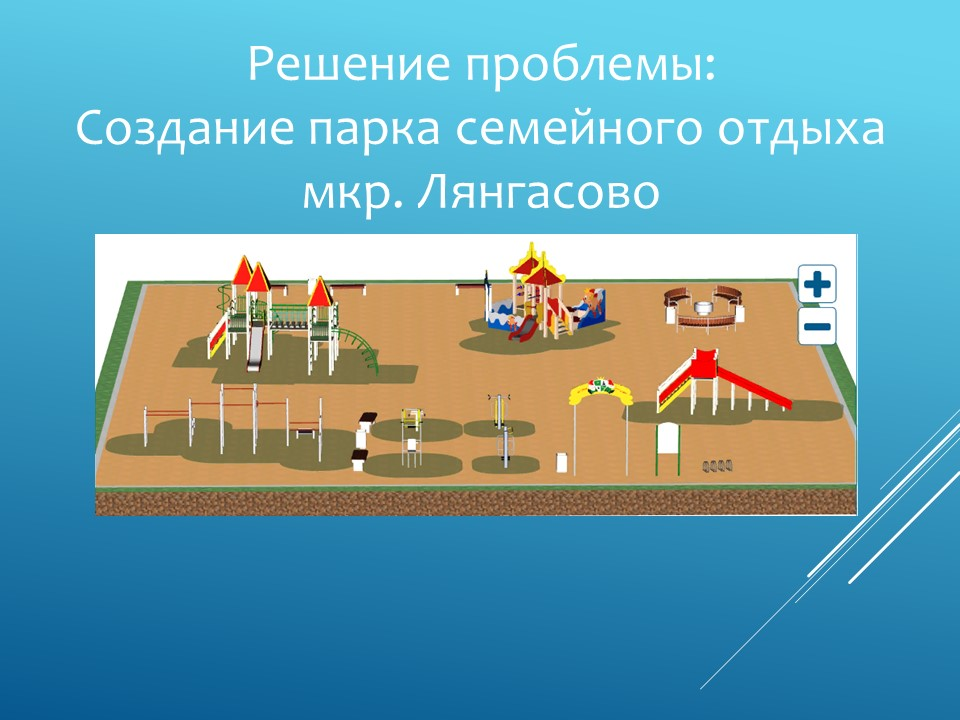 Решение проблемы:
Создание парка семейного отдыха
мкр. Лянгасово